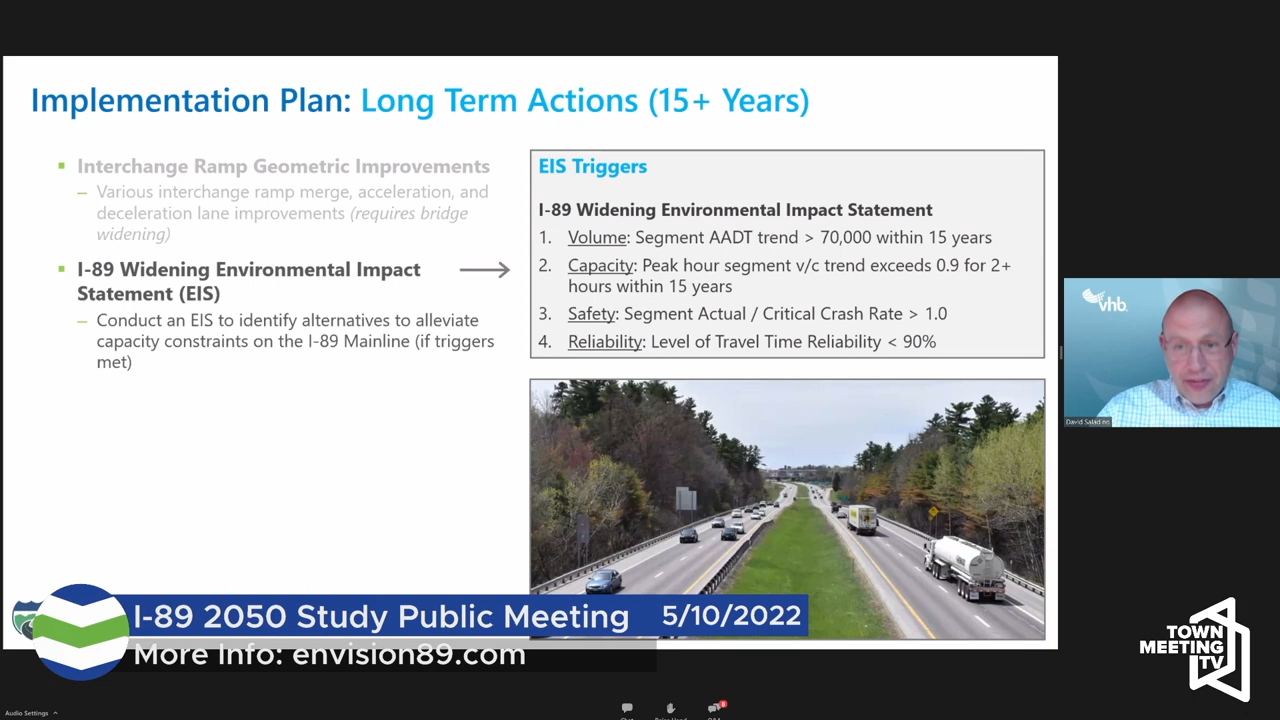 Implementation Plan: Long Term Actions (15+ Years)
▪ Interchange Ramp Geometric Improvements
– Various interchange ramp merge, acceleration, and
deceleration lane improvements (requires bridge
widening)
▪ I-89 Widening Environmental Impact
Statement (EIS)
– Conduct an EIS to identify alternatives to alleviate
capacity constraints on the I-89 Mainline (if triggers
met)
EIS Triggers
I-89 Widening Environmental Impact Statement
1. Volume: Segment AADT trend > 70,000 within 15 years
2. Capacity: Peak hour segment v/c trend exceeds 0.9 for 2+
hours within 15 years
3. Safety: Segment Actual / Critical Crash Rate > 1.0
4. Reliability: Level of Travel Time Reliability < 90%
vhb
David Saladino
I-89 2050 Study Public Meeting 5/10/2022
More Info: envision89.com
TOWN
MEETING
TV
Audio Settings